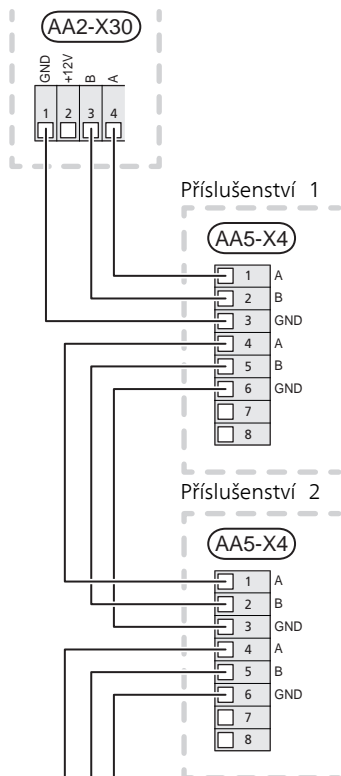 AA2-X30
GND +12V B A
1 2 3 4
Příslušenství 1
AA5-X4
1 A
2 B
3 GND
4 A
5 B
6 GND
7
8
Příslušenství 2
AA5-X4
1 A
2 B
3 GND
4 A
5 B
6 GND
7
8